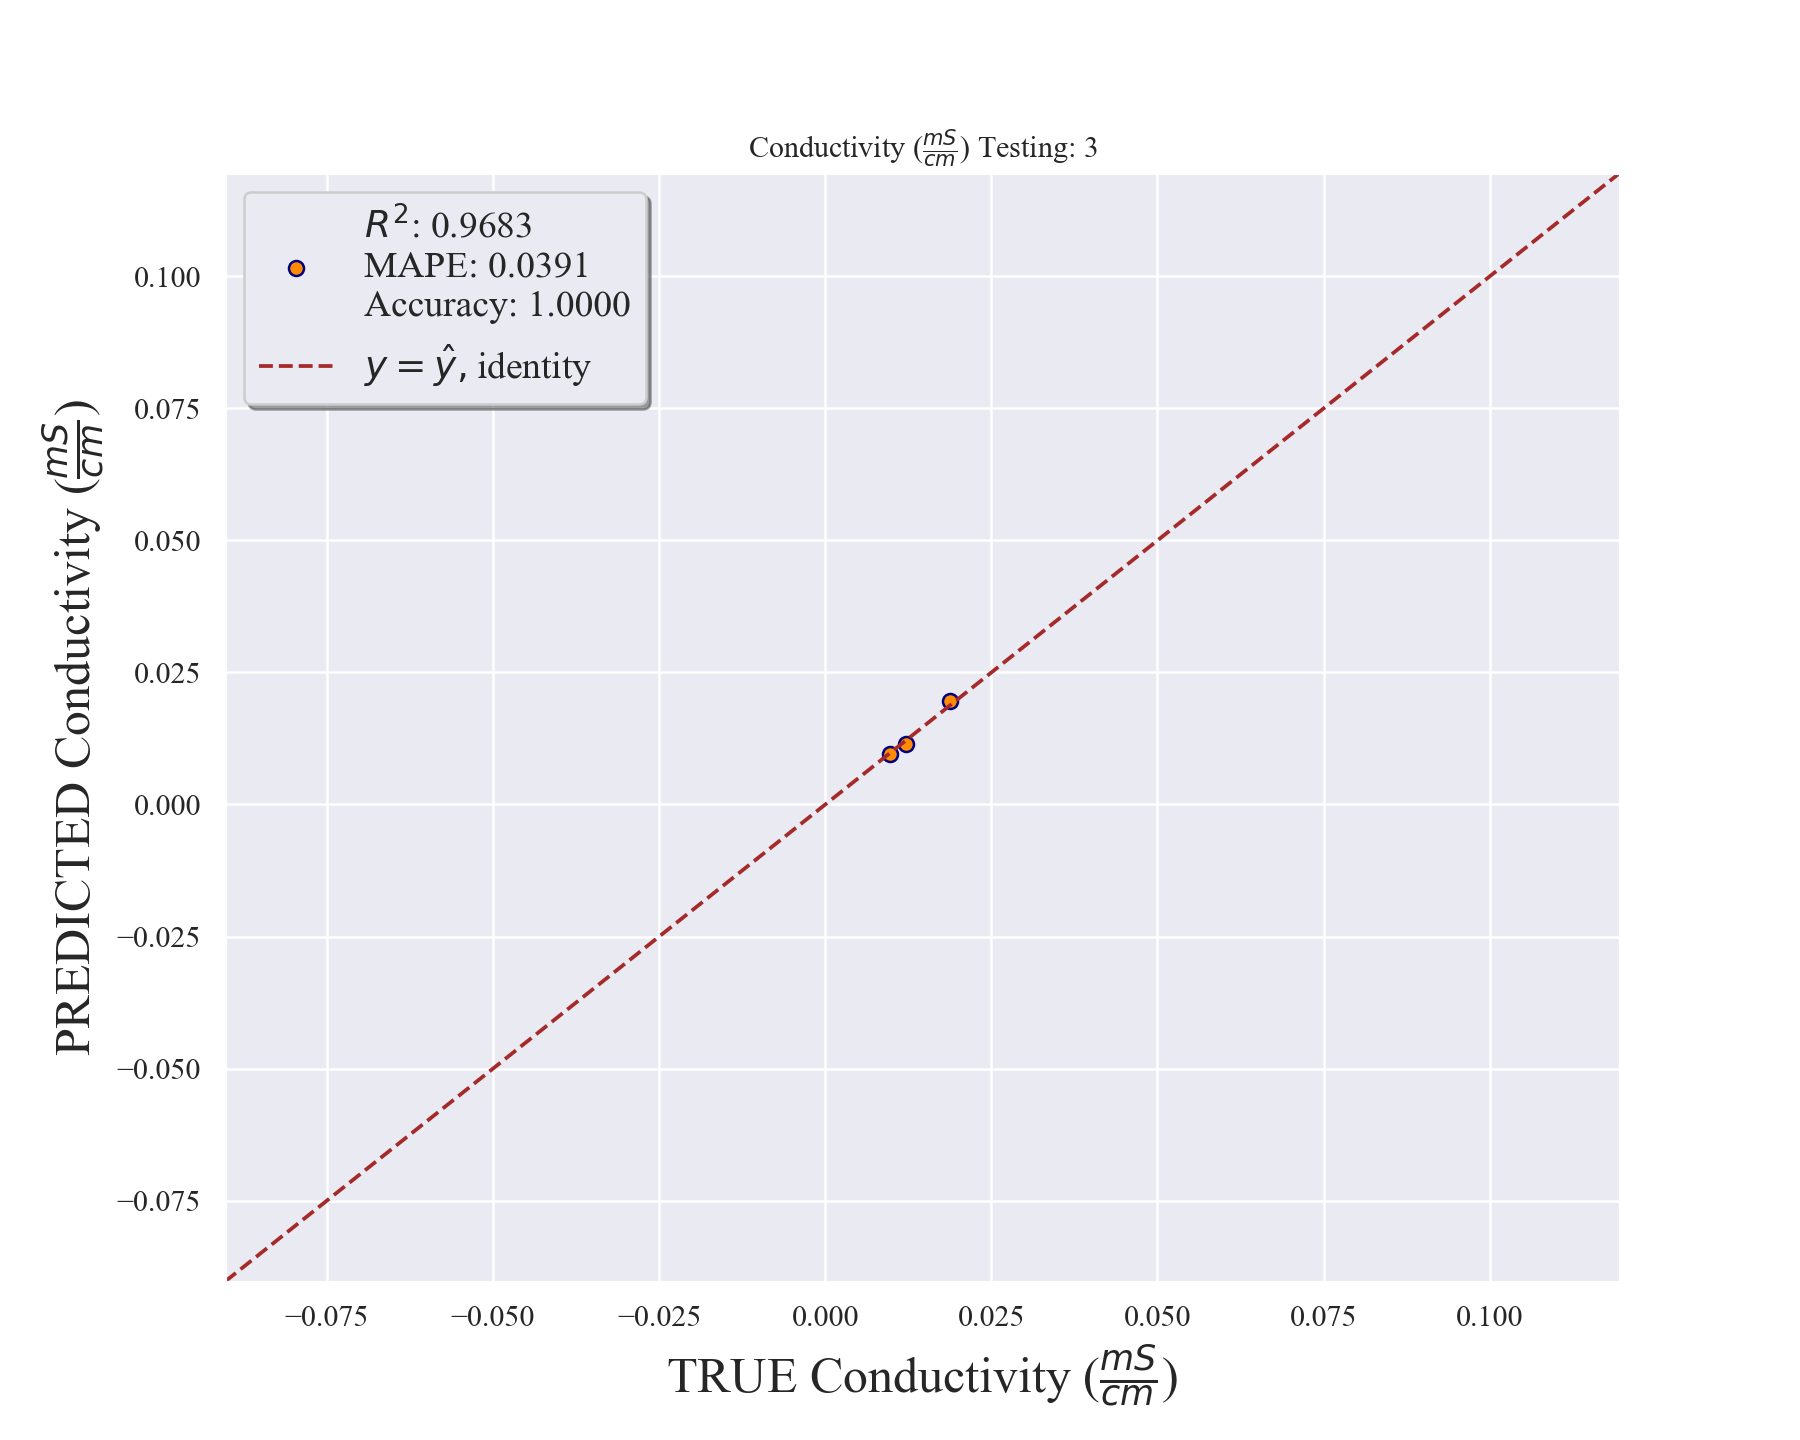 Conductivity (mS/cm) Testing: 3
R²: 0.9683
MAPE: 0.0391
Accuracy: 1.0000
y = ŷ, identity
PREDICTED Conductivity (mS/cm)
0.100
0.075
0.050
0.025
0.000
−0.025
−0.050
−0.075
−0.075 −0.050 −0.025 0.000 0.025 0.050 0.075 0.100
TRUE Conductivity (mS/cm)